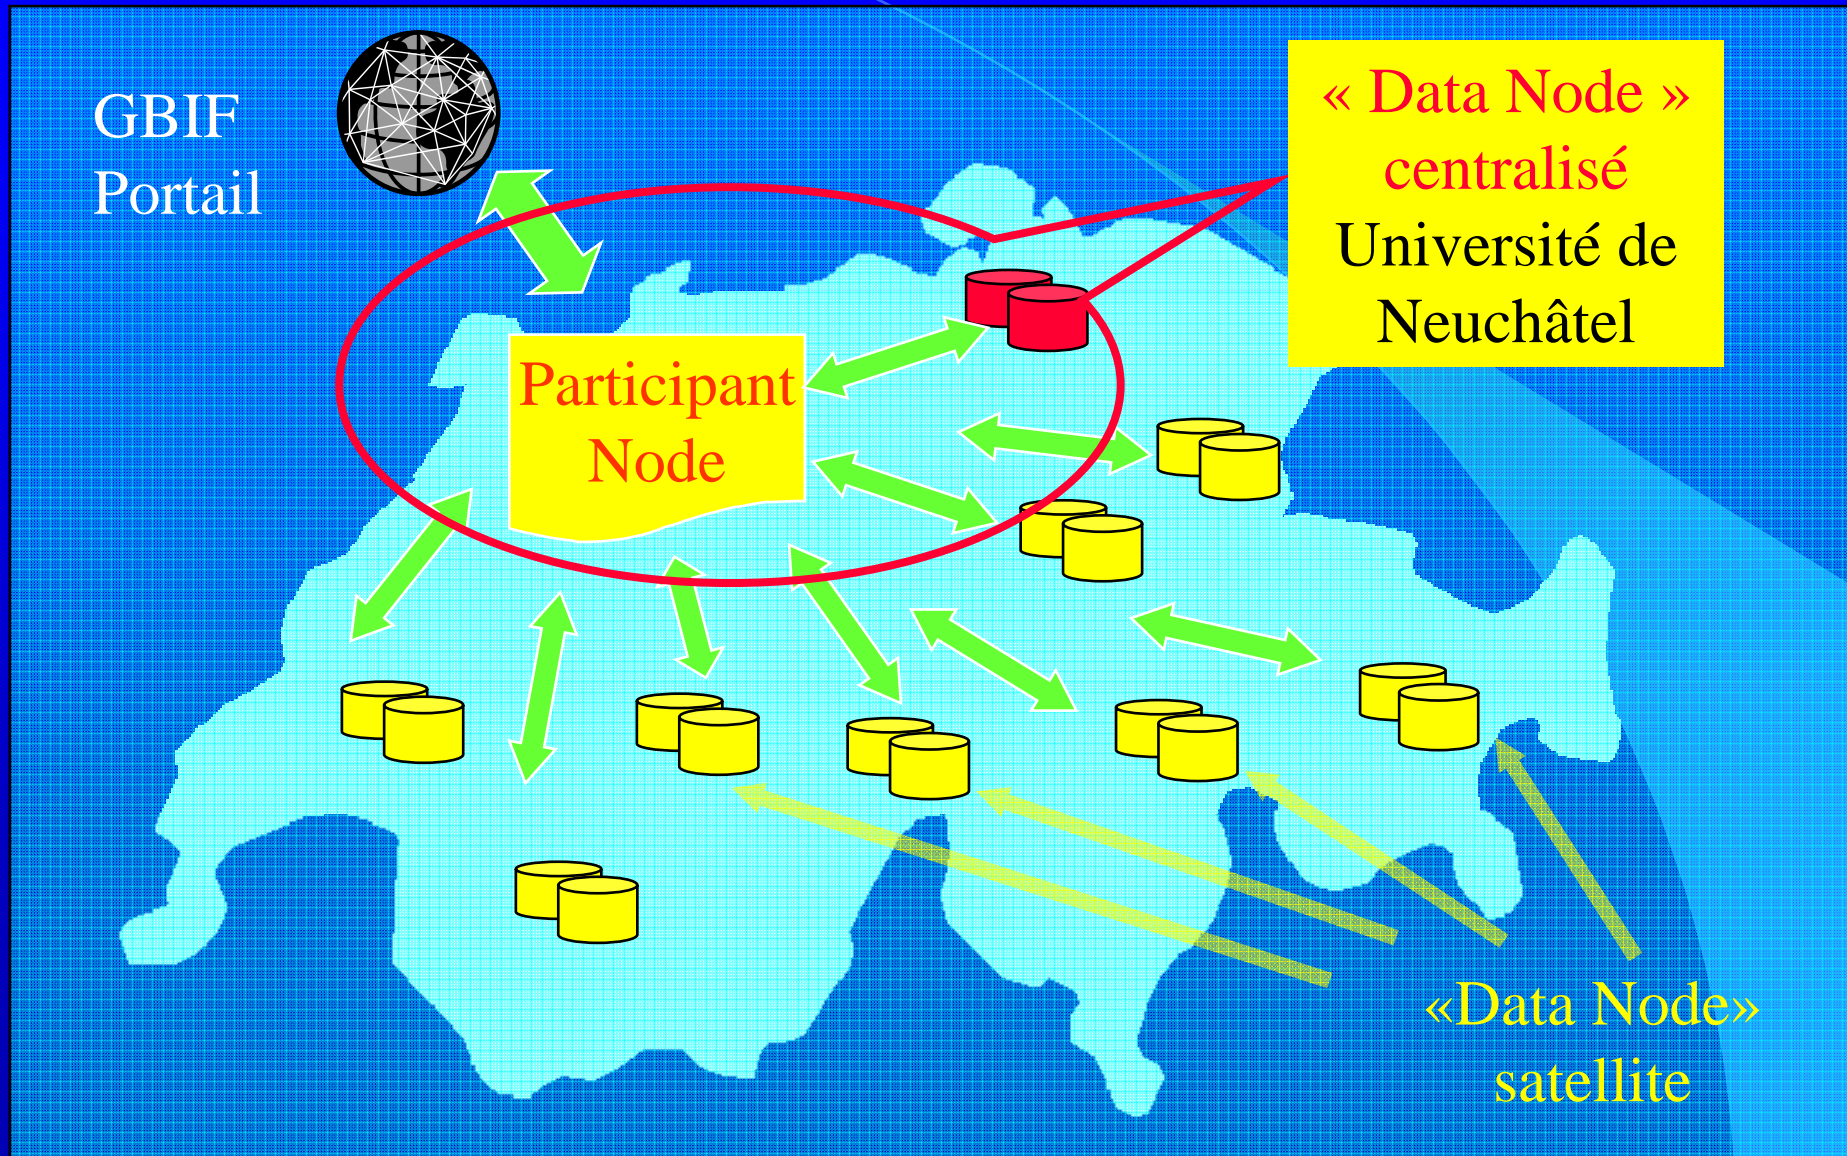 GBIF
Portail
« Data Node »
centralisé
Université de
Neuchâtel
Participant
Node
«Data Node»
satellite